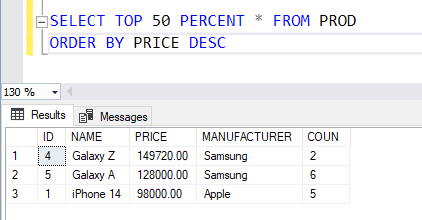 SELECT TOP 50 PERCENT * FROM PROD
ORDER BY PRICE DESC
130 %
Results Messages
ID NAME PRICE MANUFACTURER COUN
1 4 Galaxy Z 149720.00 Samsung 2
2 5 Galaxy A 128000.00 Samsung 6
3 1 iPhone 14 98000.00 Apple 5